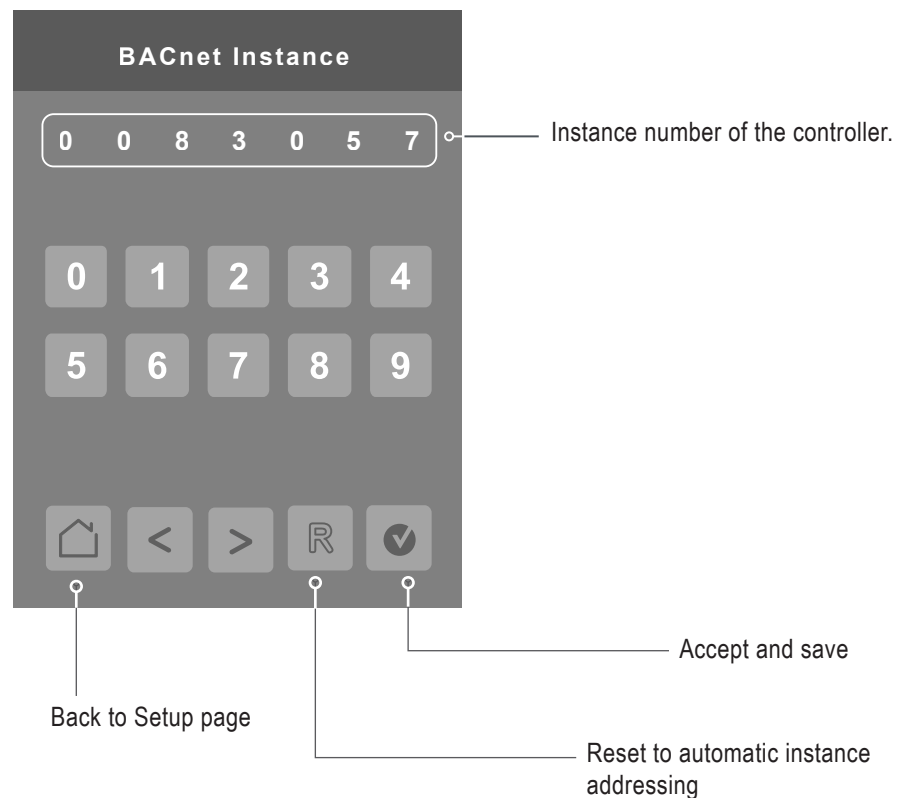 BACnet Instance
0 0 8 3 0 5 7
Instance number of the controller.
0 1 2 3 4
5 6 7 8 9
< > R
Accept and save
Back to Setup page
Reset to automatic instance
addressing